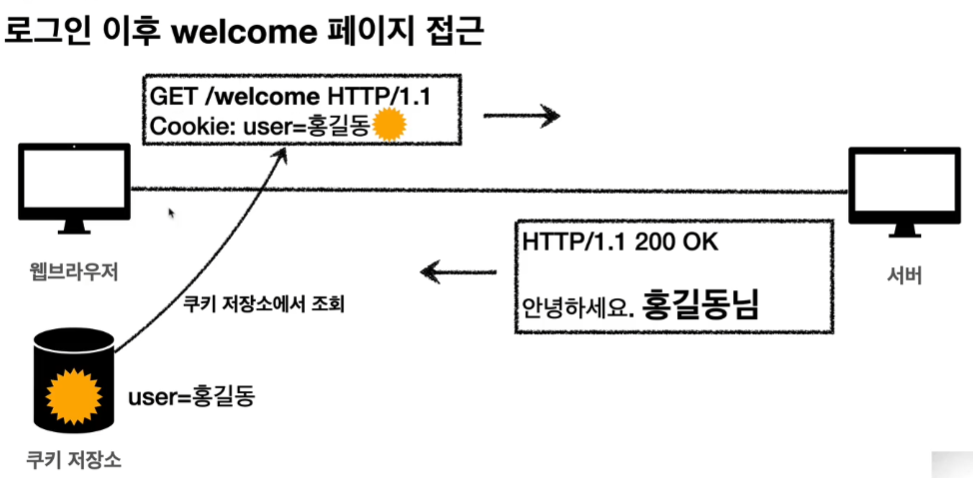 로그인 이후 welcome 페이지 접근
GET /welcome HTTP/1.1
Cookie: user=홍길동
웹브라우저
서버
HTTP/1.1 200 OK
안녕하세요. 홍길동님
쿠키 저장소에서 조회
user=홍길동
쿠키 저장소